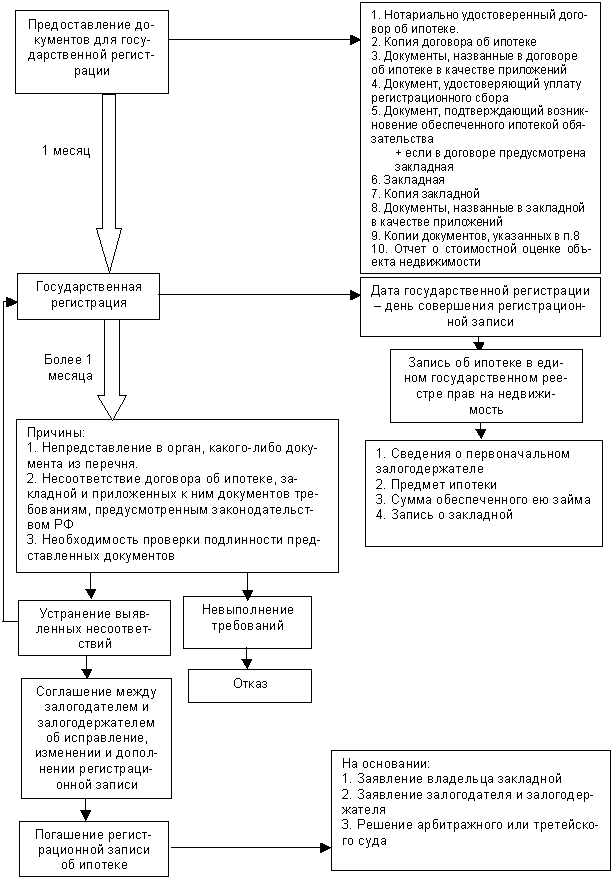 Предоставление до-
кументов для госу-
дарственной регист-
рации
1. Нотариально удостоверенный дого-
вор об ипотеке.
2. Копия договора об ипотеке
3. Документы, названные в договоре
об ипотеке в качестве приложений
4. Документ, удостоверяющий уплату
регистрационного сбора
5. Документ, подтверждающий возник-
новение обеспеченного ипотекой обя-
зательства
+ если в договоре предусмотрена
закладная
6. Закладная
7. Копия закладной
8. Документы, названные в закладной
в качестве приложений
9. Копии документов, указанных в п.8
10. Отчет о стоимостной оценке объ-
екта недвижимости
1 месяц
Государственная
регистрация
Дата государственной регистрации
– день совершения регистрацион-
ной записи
Более 1
месяца
Запись об ипотеке в еди-
ном государственном рее-
стре прав на недвижи-
мость
Причины:
1. Непредставление в орган, какого-либо доку-
мента из перечня.
2. Несоответствие договора об ипотеке, за-
кладной и приложенных к ним документов тре-
бованиям, предусмотренным законодательст-
вом РФ
3. Необходимость проверки подлинности пред-
ставленных документов
1. Сведения о первоначальном
залогодержателе
2. Предмет ипотеки
3. Сумма обеспеченного ею займа
4. Запись о закладной
Устранение выяв-
ленных несоответ-
ствий
Невыполнение
требований
Отказ
Соглашение между
залогодателем и
залогодержателем
об исправление,
изменении и допол-
нении регистраци-
онной записи
На основании:
1. Заявление владельца закладной
2. Заявление залогодателя и залогодер-
жателя
3. Решение арбитражного или третейско-
го суда
Погашение регист-
рационной записи
об ипотеке